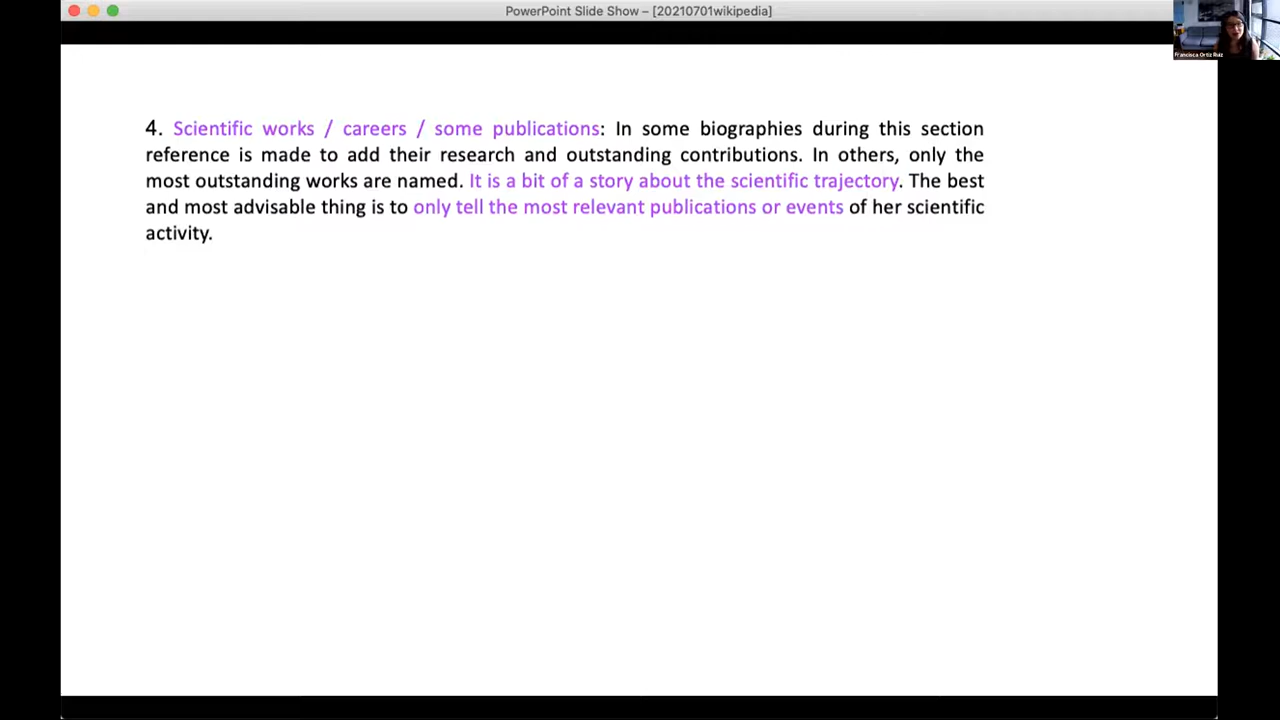 PowerPoint Slide Show – [20210701wikipedia]
Francisca Ortiz Ruiz
4. Scientific works / careers / some publications: In some biographies during this section
reference is made to add their research and outstanding contributions. In others, only the
most outstanding works are named. It is a bit of a story about the scientific trajectory. The best
and most advisable thing is to only tell the most relevant publications or events of her scientific
activity.